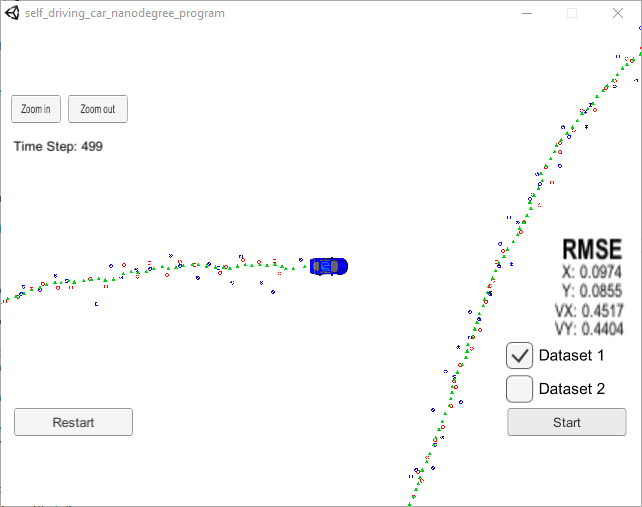 self_driving_car_nanodegree_program
Zoom in
Zoom out
Time Step: 499
RMSE
X: 0.0974
Y: 0.0855
VX: 0.4517
VY: 0.4404
Dataset 1
Dataset 2
Restart
Start